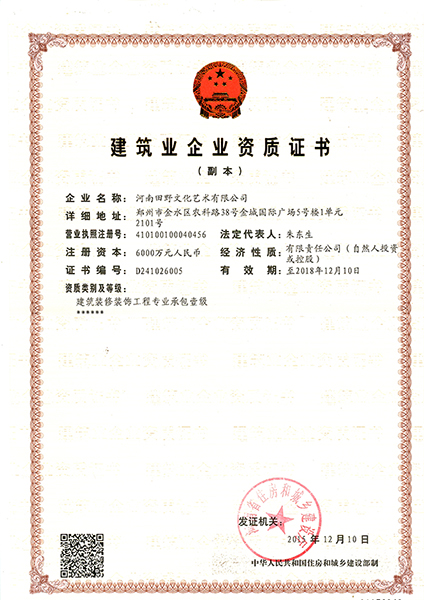 建筑业企业资质证书
(副本)
企业名称: 河南田野文化艺术有限公司
详细地址: 郑州市金水区农科路38号金城国际广场5号楼1单元
2101号
营业执照注册号: 410100100040456 法定代表人: 朱东生
注册资本: 6000万元人民币 经济性质: 有限责任公司(自然人投资
或控股)
证书编号: D241026005 有效期: 至2018年12月10日
资质类别及等级:
建筑装修装饰工程专业承包壹级
******
发证机关:
2015年12月10日
中华人民共和国住房和城乡建设部制